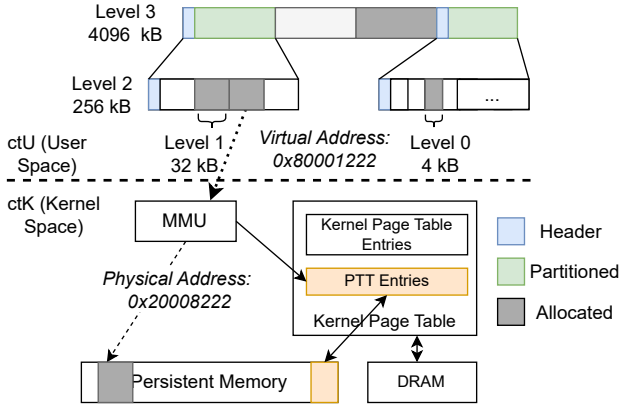 Level 3
4096 kB
Level 2
256 kB
...
ctU (User
Space)
Level 1
32 kB
Virtual Address:
0x80001222
Level 0
4 kB
ctK (Kernel
Space)
MMU
Kernel Page Table
Entries
PTT Entries
Kernel Page Table
Header
Partitioned
Allocated
Physical Address:
0x20008222
Persistent Memory
DRAM